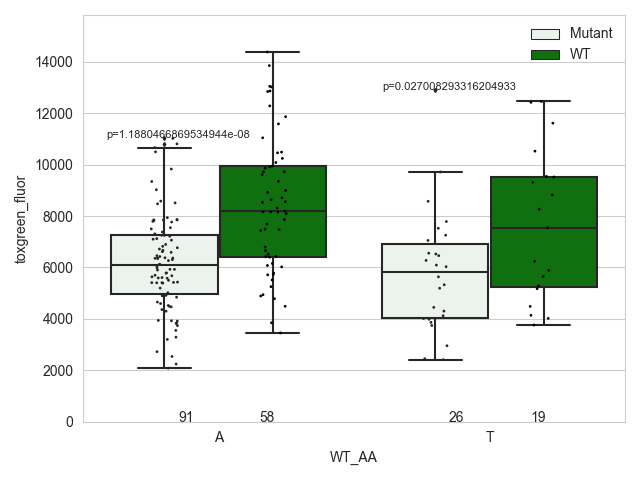 Mutant
WT
14000
12000
10000
8000
6000
4000
2000
0
toxgreen_fluor
p=1.1880466869534944e-08
p=0.027008293316204933
91
58
26
19
A
T
WT_AA